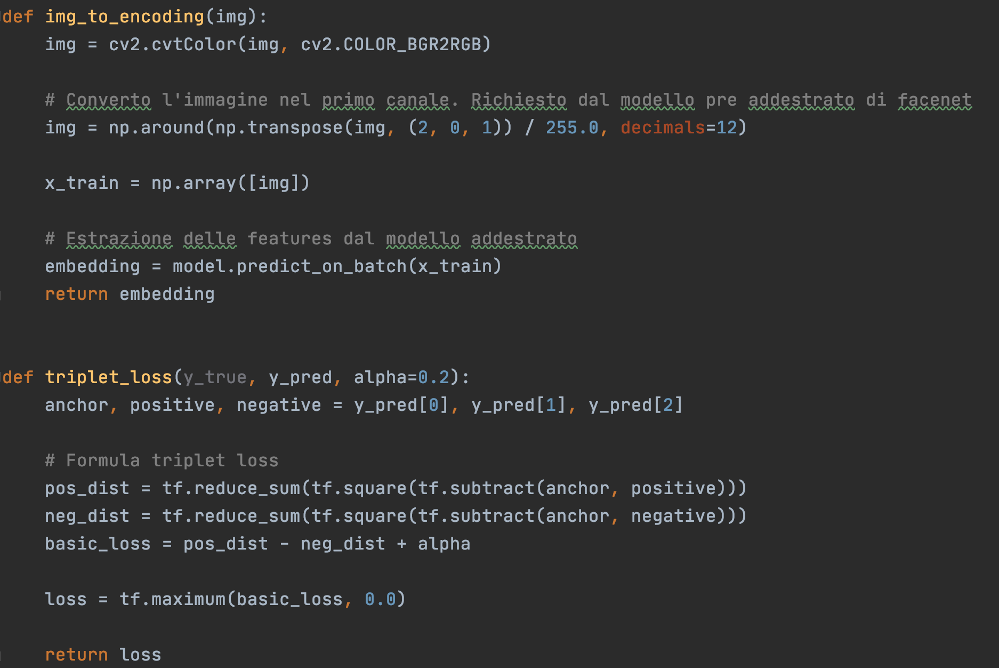 def img_to_encoding(img):
    img = cv2.cvtColor(img, cv2.COLOR_BGR2RGB)
    # Converto l'immagine nel primo canale. Richiesto dal modello pre addestrato di facenet
    img = np.around(np.transpose(img, (2, 0, 1)) / 255.0, decimals=12)
    x_train = np.array([img])
    # Estrazione delle features dal modello addestrato
    embedding = model.predict_on_batch(x_train)
    return embedding
def triplet_loss(y_true, y_pred, alpha=0.2):
    anchor, positive, negative = y_pred[0], y_pred[1], y_pred[2]
    # Formula triplet loss
    pos_dist = tf.reduce_sum(tf.square(tf.subtract(anchor, positive)))
    neg_dist = tf.reduce_sum(tf.square(tf.subtract(anchor, negative)))
    basic_loss = pos_dist - neg_dist + alpha
    loss = tf.maximum(basic_loss, 0.0)
    return loss